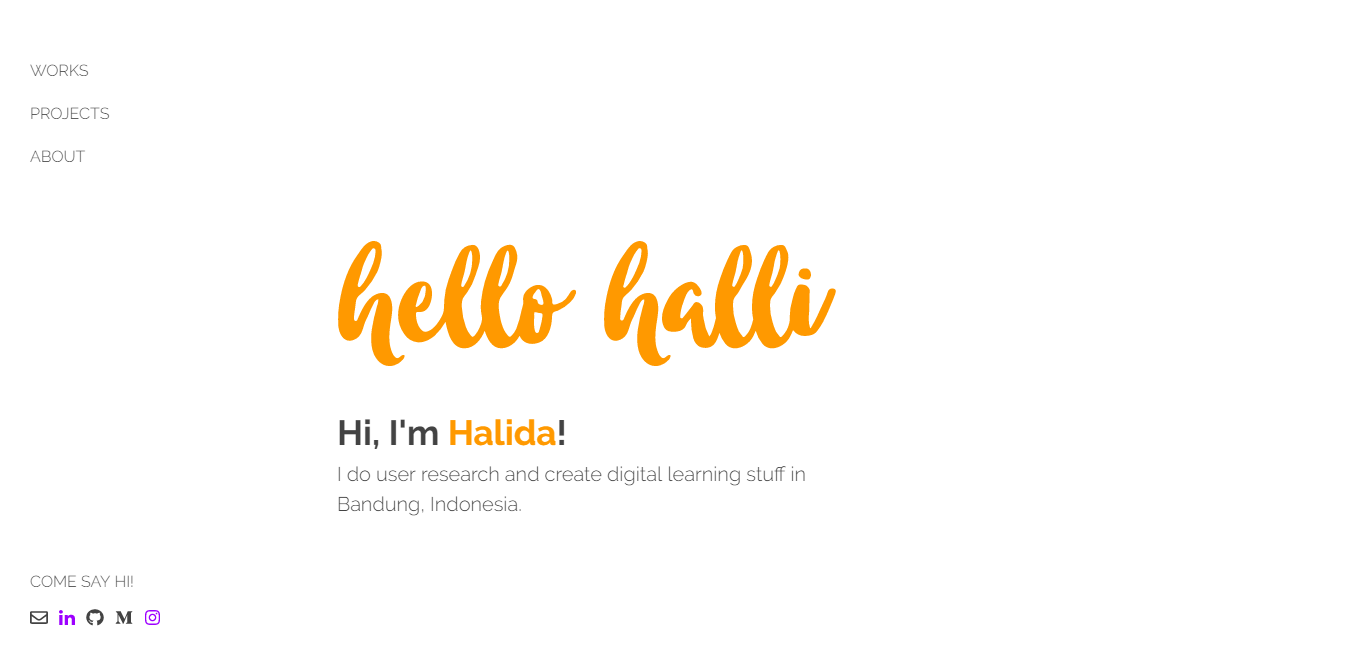 WORKS
PROJECTS
ABOUT
hello halli
Hi, I'm Halida!
I do user research and create digital learning stuff in
Bandung, Indonesia.
COME SAY HI!